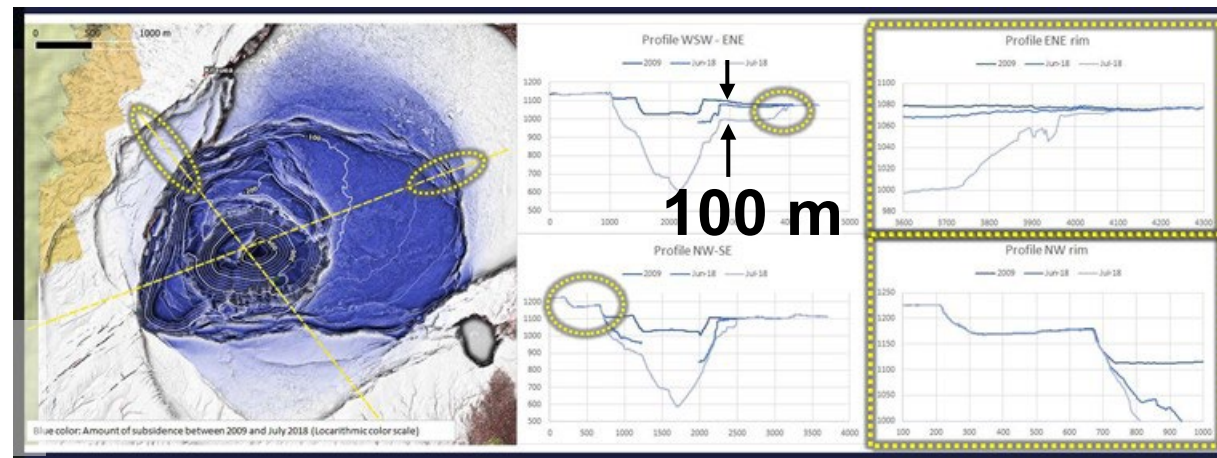 0 500 1000 m
100
200
Blue color: Amount of subsidence between 2009 and July 2018 (Locarithmic color scale)
Profile WSW - ENE
2009 Jun-18 Jul-18
1200
1100
1000
900
800
700
600
500
0 1000 2000 3000 4000 5000
100 m
Profile ENE rim
2009 Jun-18 Jul-18
1100
1080
1060
1040
1020
1000
980
3600 3700 3800 3900 4000 4100 4200 4300
Profile NW-SE
2009 Jun-18 Jul-18
1200
1100
1000
900
800
700
600
500
0 500 1000 1500 2000 2500 3000 3500 4000
Profile NW rim
2009 Jun-18 Jul-18
1250
1200
1150
1100
1050
1000
100 200 300 400 500 600 700 800 900 1000